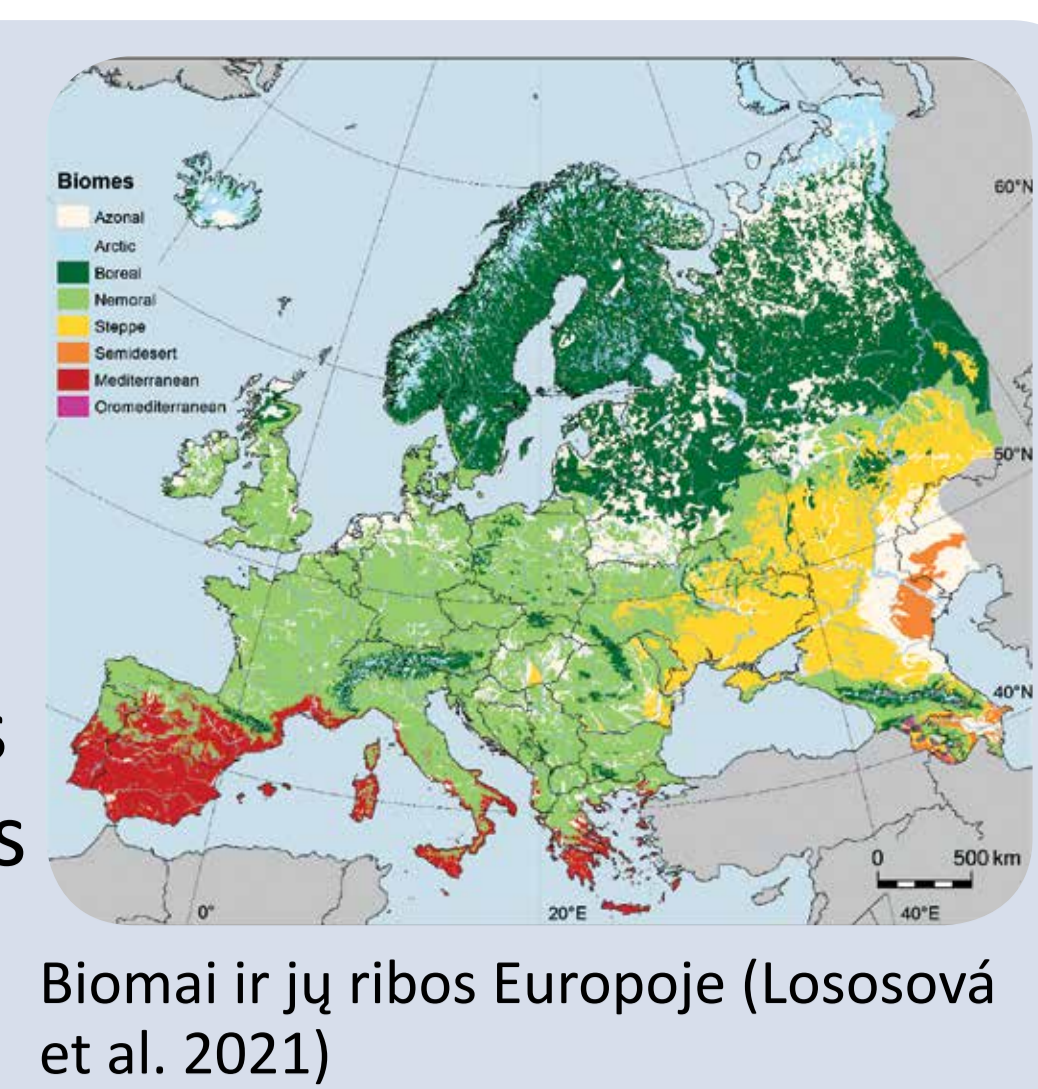 Biomes
Azonal
Arctic
Boreal
Nemoral
Steppe
Semidesert
Mediterranean
Oromediterranean
60°N
50°N
40°N
0 500 km
0° 20°E 40°E
s
s
Biomai ir jų ribos Europoje (Lososová
et al. 2021)